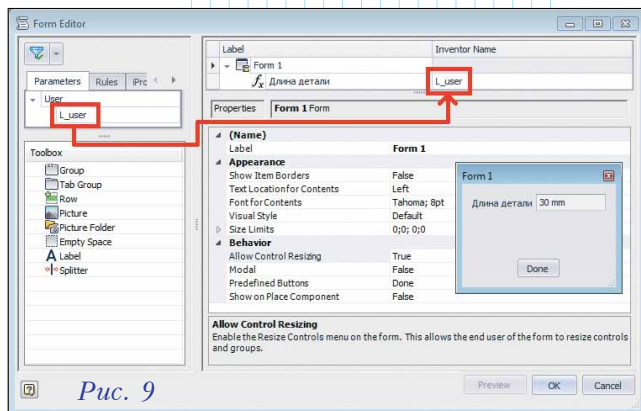 Form Editor
Parameters Rules iPro
User
L_user
Toolbox
Group
Tab Group
Row
Picture
Picture Folder
Empty Space
A Label
Splitter
Label Inventor Name
Form 1
fx Длина детали L_user
Properties Form 1 Form
(Name)
Label Form 1
Appearance
Show Item Borders False
Text Location for Contents Left
Font for Contents Tahoma; 8pt
Visual Style Default
Size Limits 0;0; 0;0
Behavior
Allow Control Resizing True
Modal False
Predefined Buttons Done
Show on Place Component False
Form 1
Длина детали 30 mm
Done
Allow Control Resizing
Enable the Resize Controls menu on the form. This allows the end user of the form to resize controls
and groups.
Preview OK Cancel
Рис. 9